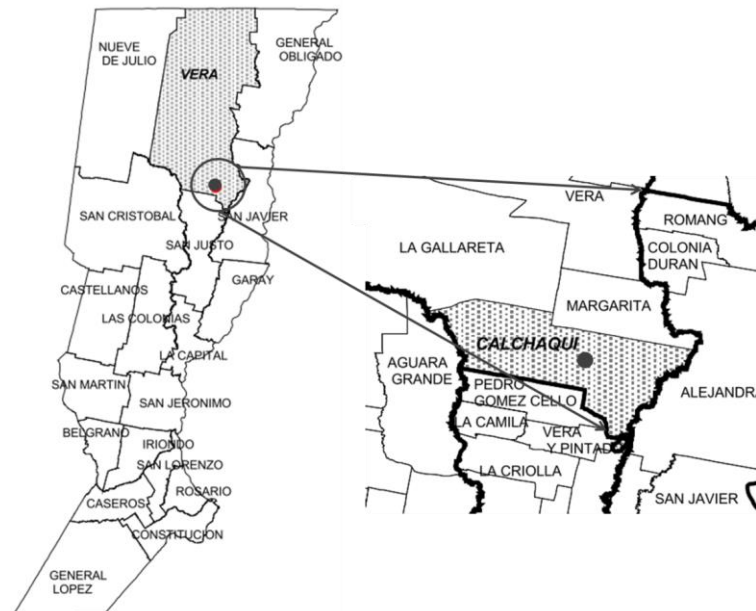 NUEVE
DE JULIO
VERA
GENERAL
OBLIGADO
SAN CRISTOBAL
SAN JAVIER
SAN JUSTO
GARAY
CASTELLANOS
LAS COLONIAS
LA CAPITAL
SAN MARTIN
SAN JERONIMO
BELGRANO
IRIONDO
SAN LORENZO
ROSARIO
CASEROS
CONSTITUCION
GENERAL
LOPEZ
VERA
ROMANG
LA GALLARETA
COLONIA
DURAN
MARGARITA
CALCHAQUI
AGUARA
GRANDE
PEDRO
GOMEZ CELLO
ALEJANDRA
LA CAMILA
VERA
Y PINTAD
LA CRIOLLA
SAN JAVIER